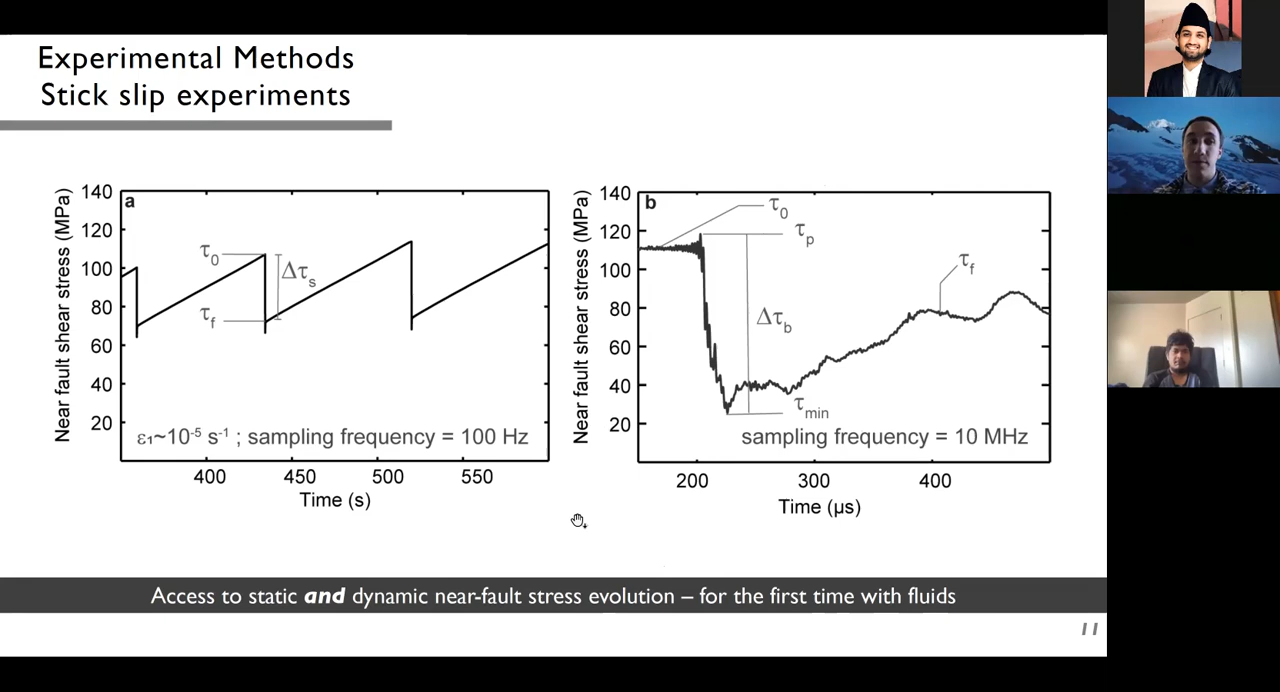 Experimental Methods
Stick slip experiments
Near fault shear stress (MPa)
140
120
100
80
60
40
20
a
τ0
τf
Δτs
ε₁~10⁻⁵ s⁻¹ ; sampling frequency = 100 Hz
400 450 500 550
Time (s)
Near fault shear stress (MPa)
140
120
100
80
60
40
20
b
τ0
τp
τf
Δτb
τmin
sampling frequency = 10 MHz
200 300 400
Time (µs)
Access to static and dynamic near-fault stress evolution – for the first time with fluids
11